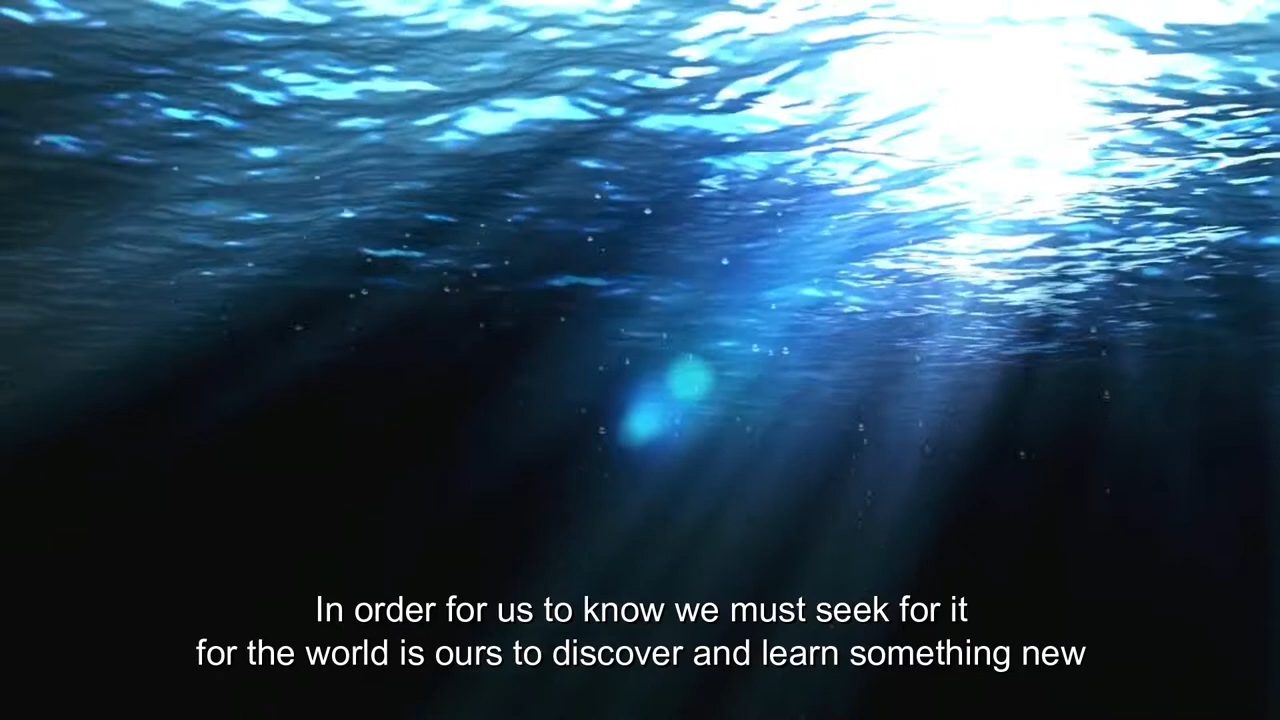 In order for us to know we must seek for it
for the world is ours to discover and learn something new